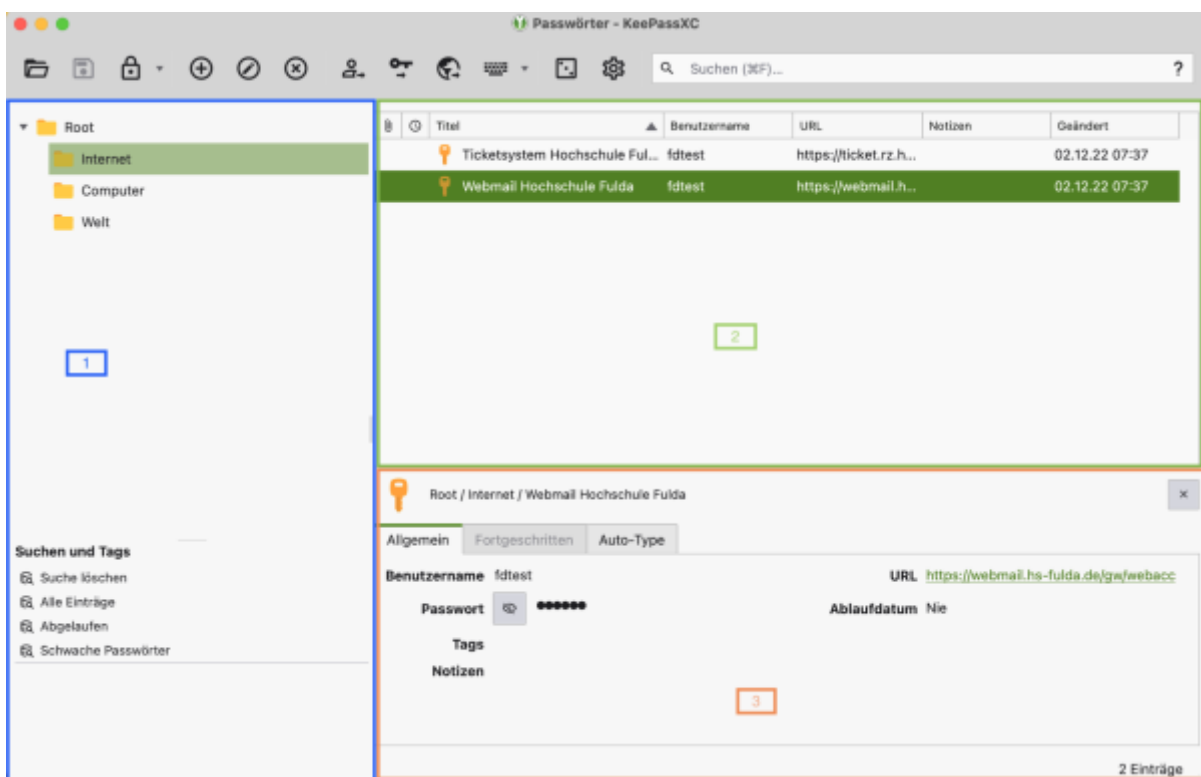 Passwörter - KeePassXC
Suchen (⌘F)...
?
Root
Internet
Computer
Welt
1
Suchen und Tags
Suche löschen
Alle Einträge
Abgelaufen
Schwache Passwörter
Titel Benutzername URL Notizen Geändert
Ticketsystem Hochschule Ful... fdtest https://ticket.rz.h... 02.12.22 07:37
Webmail Hochschule Fulda fdtest https://webmail.h... 02.12.22 07:37
2
Root / Internet / Webmail Hochschule Fulda
Allgemein Fortgeschritten Auto-Type
Benutzername fdtest URL https://webmail.hs-fulda.de/gw/webacc
Passwort ●●●●●● Ablaufdatum Nie
Tags
Notizen
3
2 Einträge